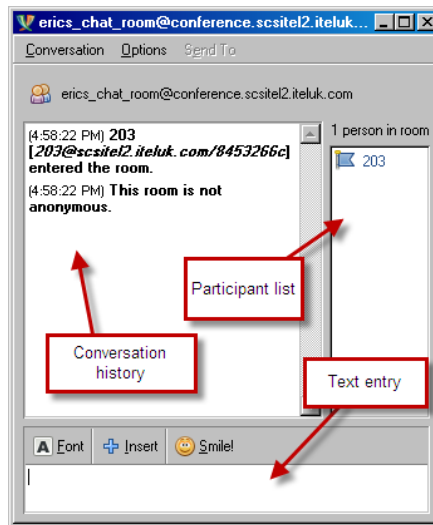 erics_chat_room@conference.scsitel2.iteluk...
Conversation Options Send To
erics_chat_room@conference.scsitel2.iteluk.com
(4:58:22 PM) 203
[203@scsitel2.iteluk.com/8453266c]
entered the room.
(4:58:22 PM) This room is not
anonymous.
1 person in room
203
Participant list
Conversation
history
Text entry
A Font Insert Smile!